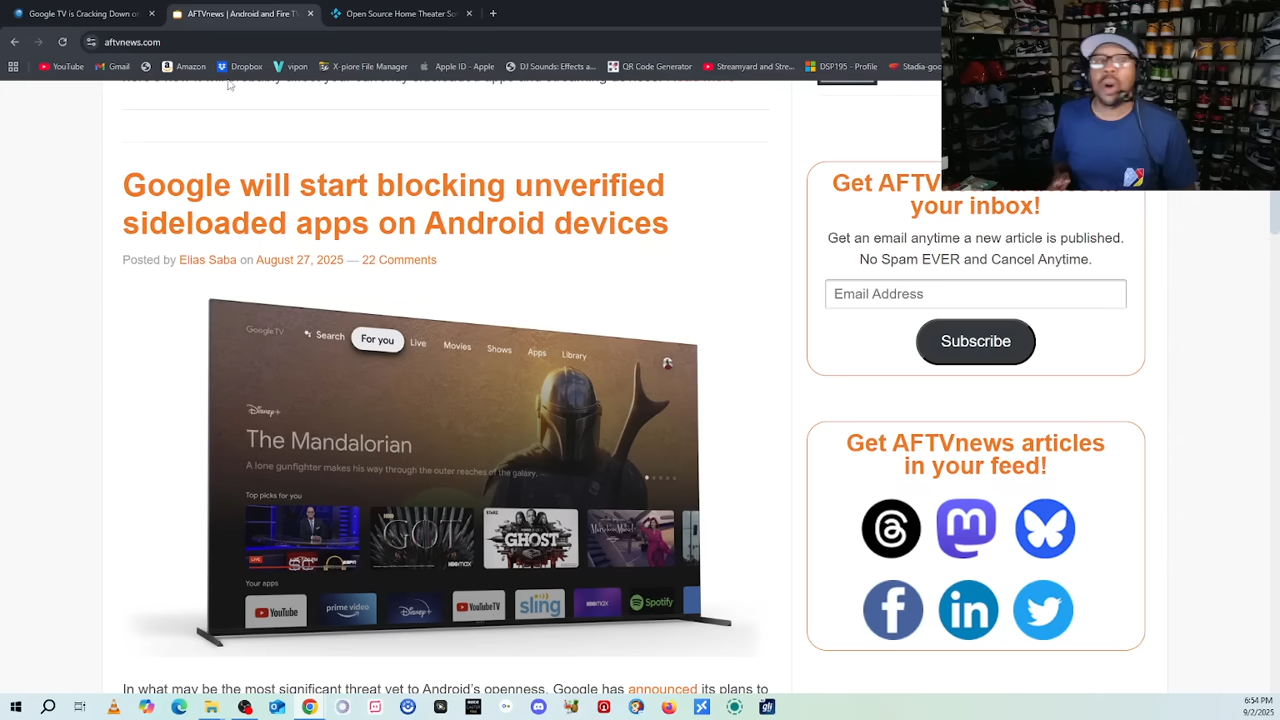 Google TV is Cracking Down o
AFTVnews | Android and Fire T
Open Source Home Theater So
aftvnews.com
YouTube
Gmail
Amazon
Dropbox
vipon
Apple ID - Apple
DJ Sounds: Effects a...
QR Code Generator
Streamyard and Stre...
DSP195 - Profile
Stadia-goo
Google will start blocking unverified
sideloaded apps on Android devices
Posted by Elias Saba on August 27, 2025 — 22 Comments
Google TV
Search
For you
Live
Movies
Shows
Apps
Library
Disney+
The Mandalorian
A lone gunfighter makes his way through the outer reaches of the galaxy.
Top picks for you
LIVE
GOT
HBOMAX
GHOST
Your apps
YouTube
prime video
Disney+
YouTubeTV
sling
HBOMAX
Spotify
In what may be the most significant threat yet to Android's openness, Google has announced its plans to
Get AFTV
your inbox!
Get an email anytime a new article is published.
No Spam EVER and Cancel Anytime.
Email Address
Subscribe
Get AFTVnews articles
in your feed!
6:54 PM
9/2/2025